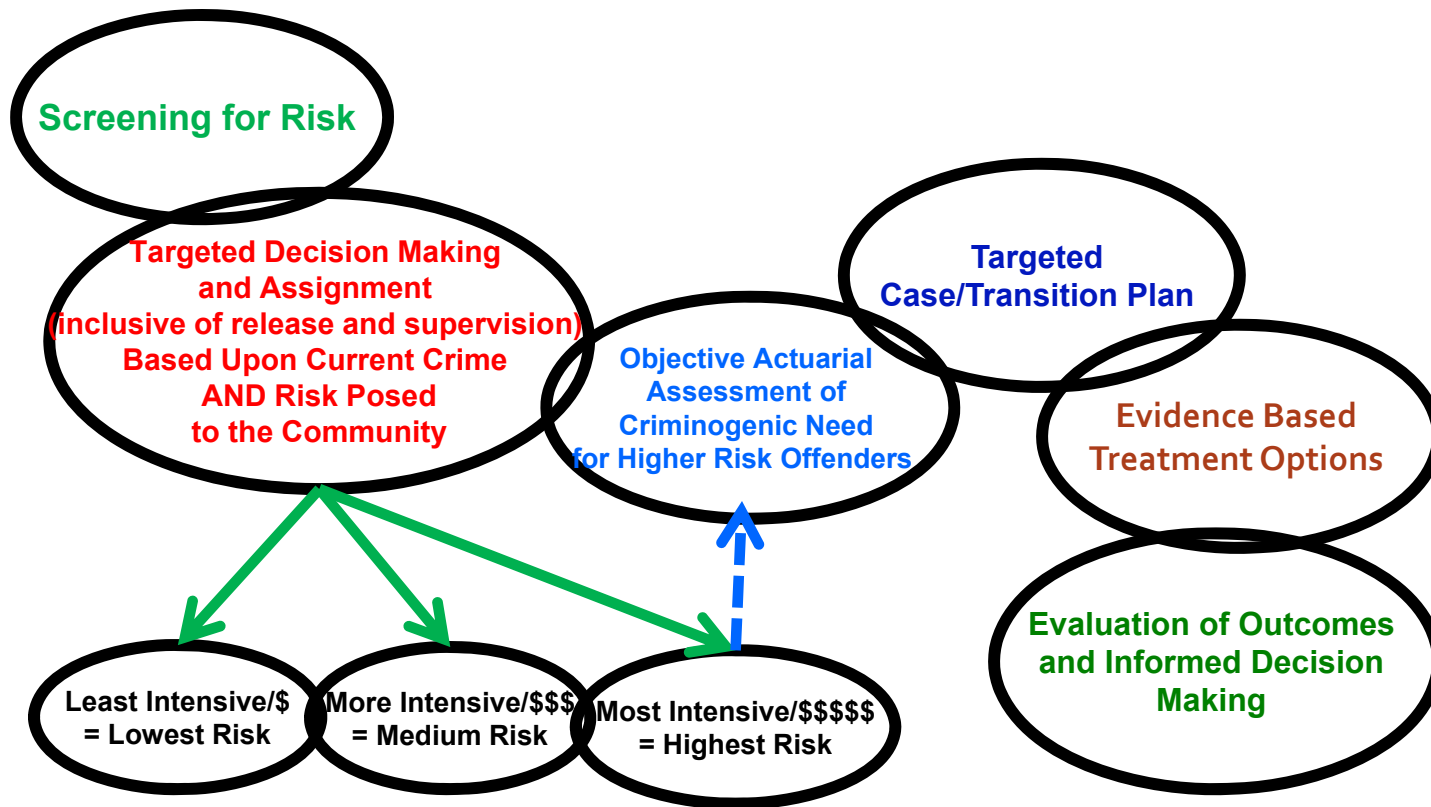 Screening for Risk
Targeted Decision Making
and Assignment
(inclusive of release and supervision)
Based Upon Current Crime
AND Risk Posed
to the Community
Objective Actuarial
Assessment of
Criminogenic Need
for Higher Risk Offenders
Targeted
Case/Transition Plan
Evidence Based
Treatment Options
Evaluation of Outcomes
and Informed Decision
Making
Least Intensive/$
= Lowest Risk
More Intensive/$$$
= Medium Risk
Most Intensive/$$$$$
= Highest Risk